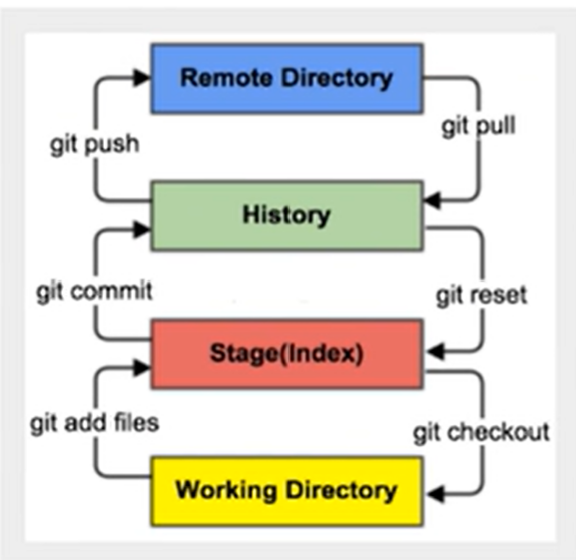 Remote Directory
git push
git pull
History
git commit
git reset
Stage(Index)
git add files
git checkout
Working Directory